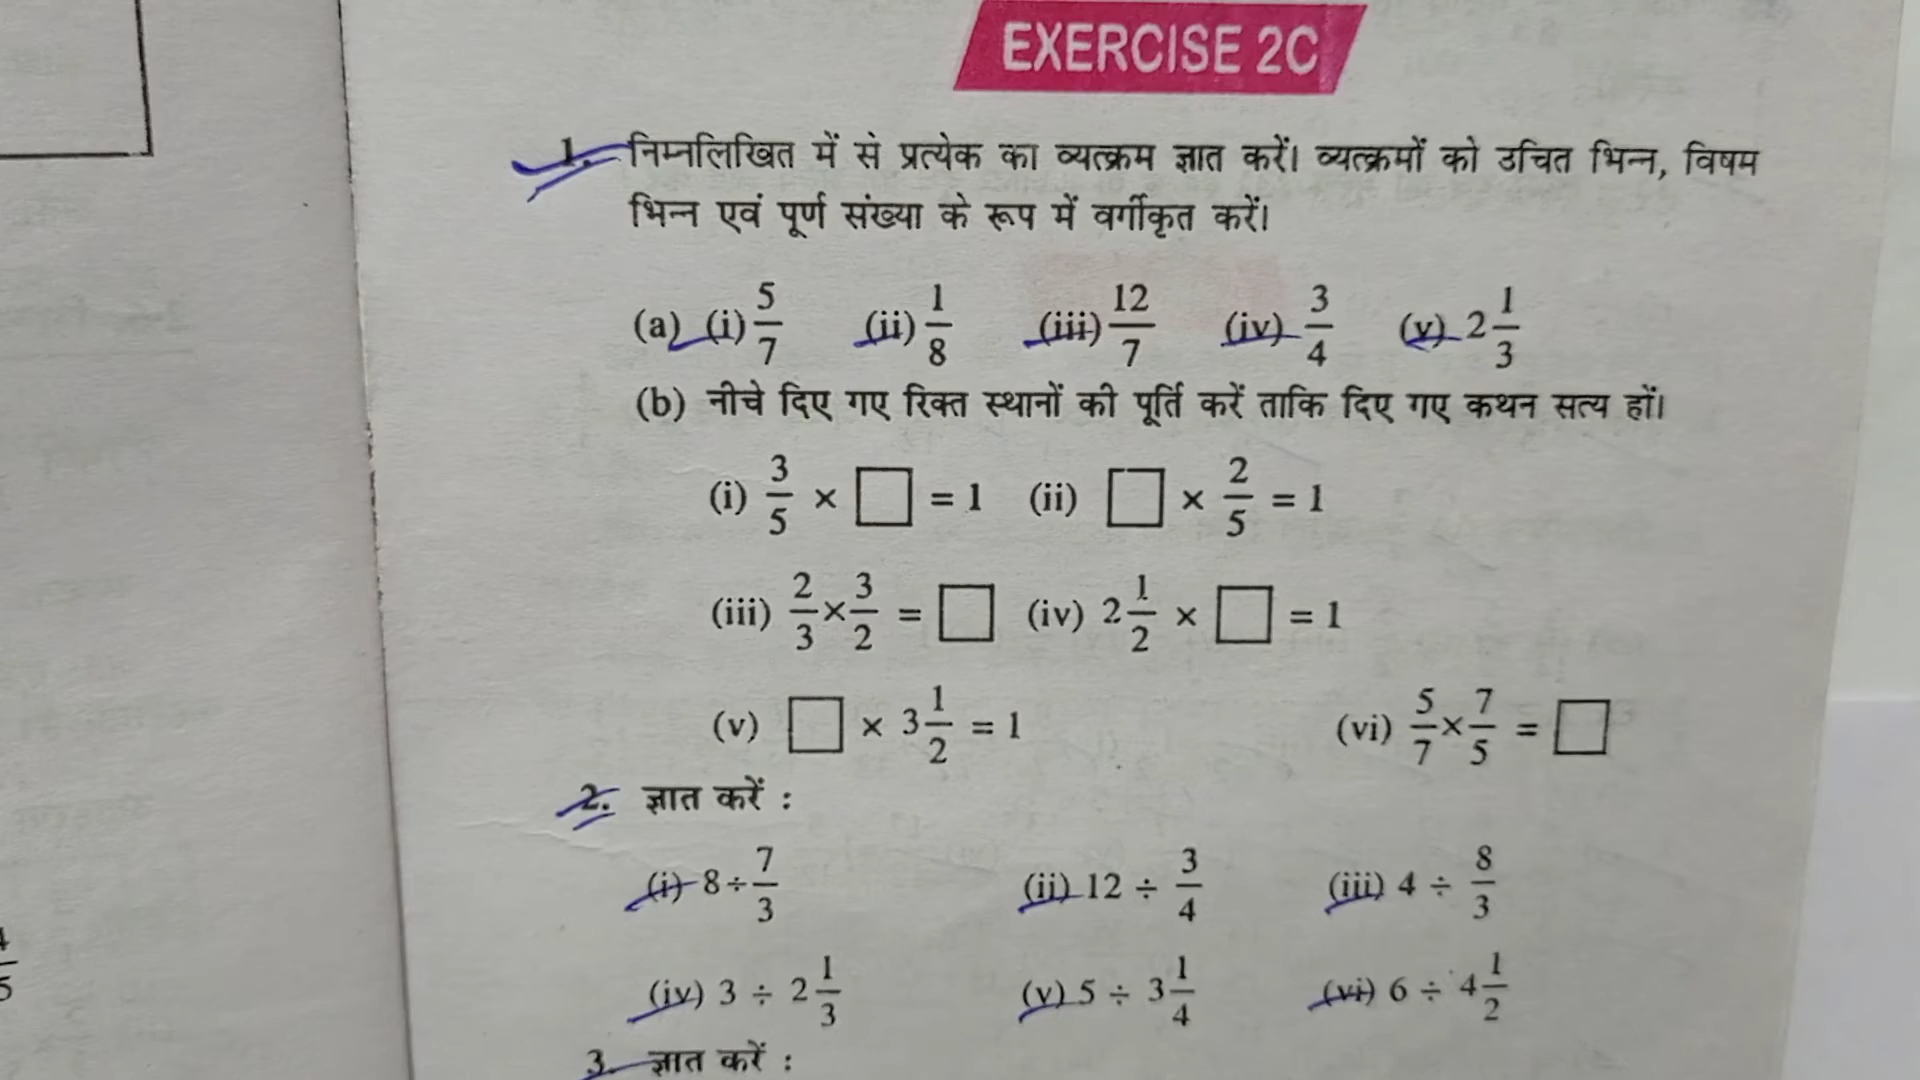 EXERCISE 2C
1. निम्नलिखित में से प्रत्येक का व्यत्क्रम ज्ञात करें। व्यत्क्रमों को उचित भिन्न, विषम
भिन्न एवं पूर्ण संख्या के रूप में वर्गीकृत करें।
(a) (i) 5/7 (ii) 1/8 (iii) 12/7 (iv) 3/4 (v) 2 1/3
(b) नीचे दिए गए रिक्त स्थानों की पूर्ति करें ताकि दिए गए कथन सत्य हों।
(i) 3/5 × □ = 1 (ii) □ × 2/5 = 1
(iii) 2/3 × 3/2 = □ (iv) 2 1/2 × □ = 1
(v) □ × 3 1/2 = 1 (vi) 5/7 × 7/5 = □
2. ज्ञात करें :
(i) 8 ÷ 7/3 (ii) 12 ÷ 3/4 (iii) 4 ÷ 8/3
(iv) 3 ÷ 2 1/3 (v) 5 ÷ 3 1/4 (vi) 6 ÷ 4 1/2
3. ज्ञात करें :